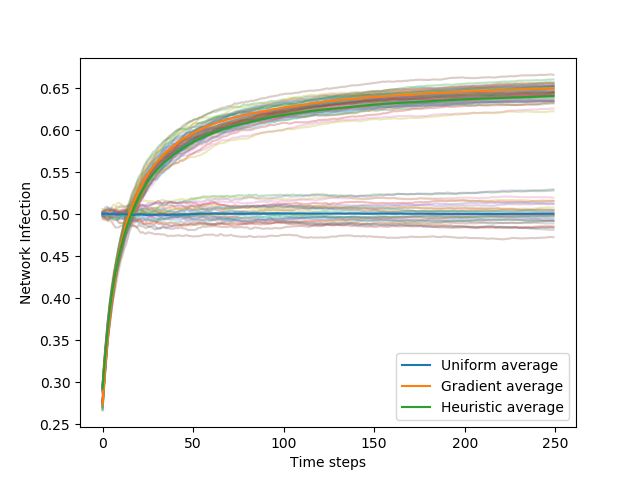 0.65
0.60
0.55
0.50
0.45
0.40
0.35
0.30
0.25
Network Infection
0 50 100 150 200 250
Time steps
Uniform average
Gradient average
Heuristic average